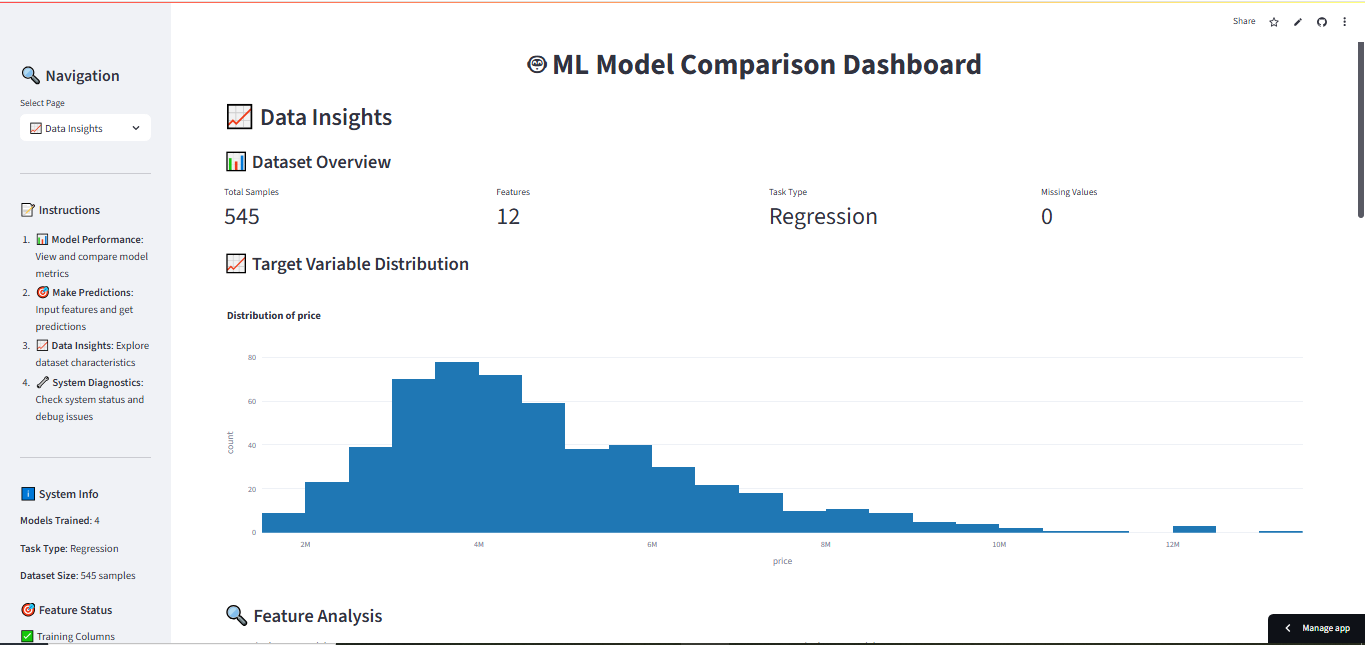 Share
Navigation
Select Page
Data Insights
Instructions
1. Model Performance:
View and compare model
metrics
2. Make Predictions:
Input features and get
predictions
3. Data Insights: Explore
dataset characteristics
4. System Diagnostics:
Check system status and
debug issues
System Info
Models Trained: 4
Task Type: Regression
Dataset Size: 545 samples
Feature Status
Training Columns
ML Model Comparison Dashboard
Data Insights
Dataset Overview
Total Samples Features Task Type Missing Values
545 12 Regression 0
Target Variable Distribution
Distribution of price
80
60
40
20
0
count
2M 4M 6M 8M 10M 12M
price
Feature Analysis
Manage app